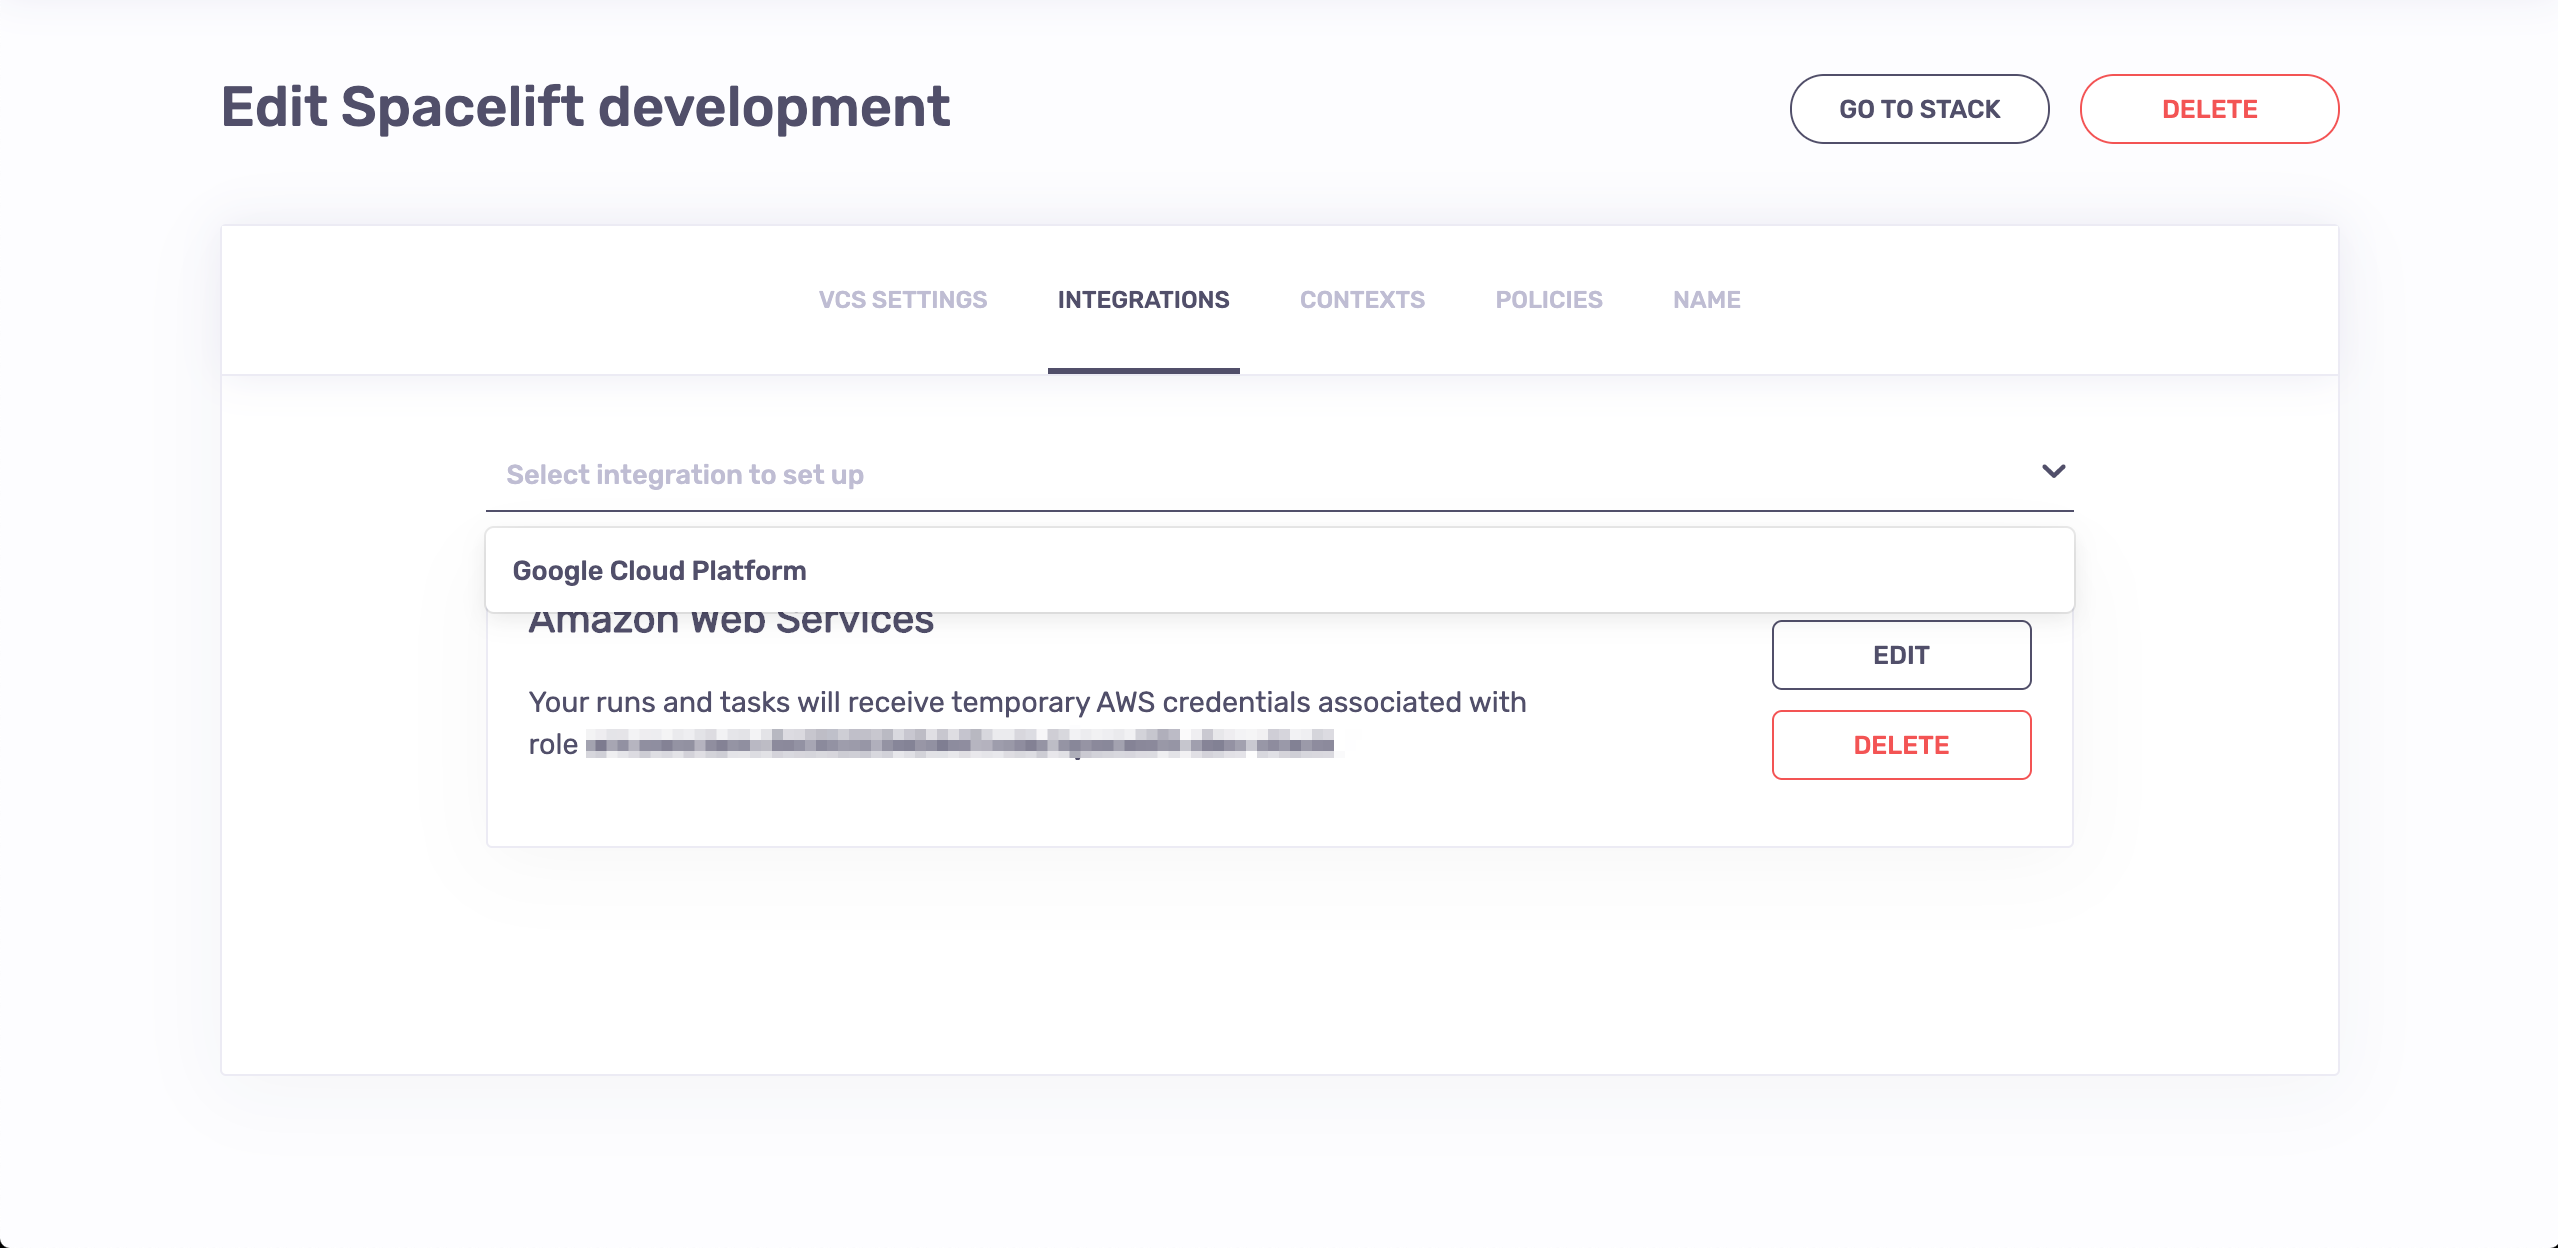 Edit Spacelift development
GO TO STACK
DELETE
VCS SETTINGS
INTEGRATIONS
CONTEXTS
POLICIES
NAME
Select integration to set up
Google Cloud Platform
Amazon Web Services
EDIT
Your runs and tasks will receive temporary AWS credentials associated with
role
DELETE